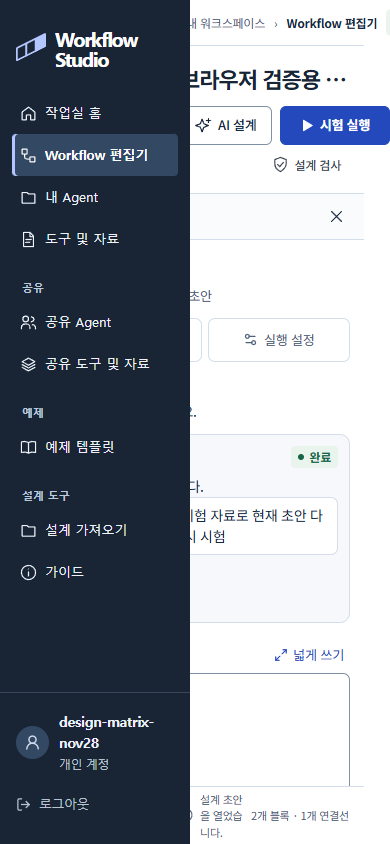 Workflow
Studio
작업실 홈
Workflow 편집기
내 Agent
도구 및 자료
공유
공유 Agent
공유 도구 및 자료
예제
예제 템플릿
설계 도구
설계 가져오기
가이드
design-matrix-
nov28
개인 계정
로그아웃
내 워크스페이스 › Workflow 편집기
브라우저 검증용 ···
AI 설계
시험 실행
설계 검사
초안
실행 설정
요.
완료
다.
시험 자료로 현재 초안 다
시 시험
넓게 쓰기
설계 초안
을 열었습
니다.
2개 블록 · 1개 연결선